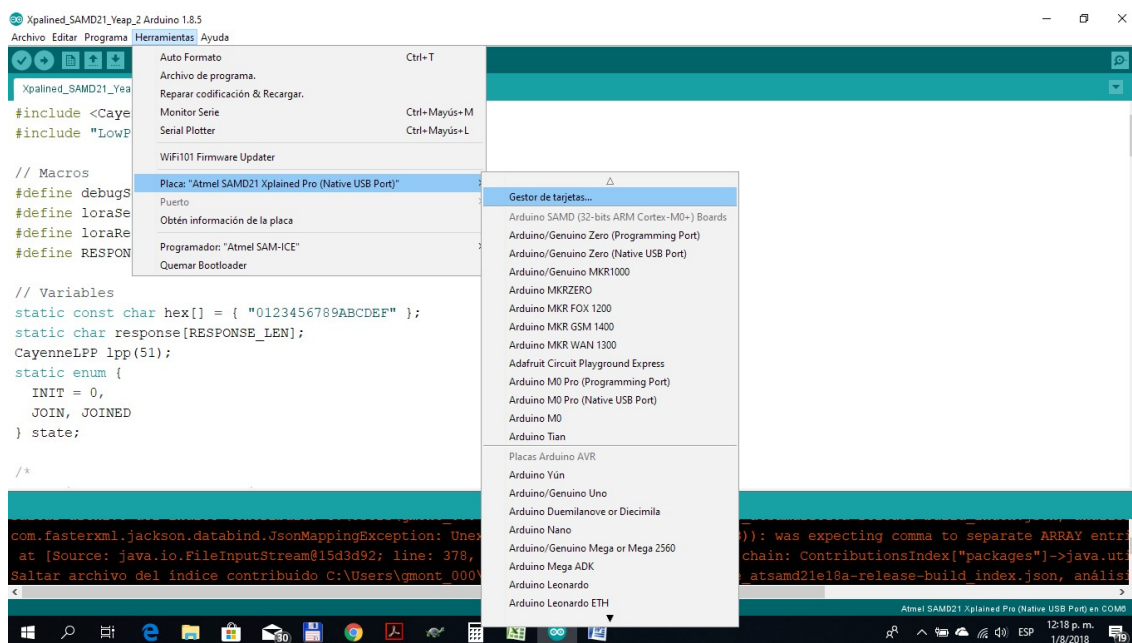 Xpalined_SAMD21_Yeap_2 Arduino 1.8.5
Archivo Editar Programa Herramientas Ayuda
Xpalined_SAMD21_Yea
#include <Caye
#include "LowP
// Macros
#define debugS
#define loraSe
#define loraRe
#define RESPON
// Variables
static const char hex[] = { "0123456789ABCDEF" };
static char response[RESPONSE_LEN];
CayenneLPP lpp(51);
static enum {
INIT = 0,
JOIN, JOINED
} state;
/*
Auto Formato Ctrl+T
Archivo de programa.
Reparar codificación & Recargar.
Monitor Serie Ctrl+Mayús+M
Serial Plotter Ctrl+Mayús+L
WiFi101 Firmware Updater
Placa: "Atmel SAMD21 Xplained Pro (Native USB Port)"
Puerto
Obtén información de la placa
Programador: "Atmel SAM-ICE"
Quemar Bootloader
Gestor de tarjetas...
Arduino SAMD (32-bits ARM Cortex-M0+) Boards
Arduino/Genuino Zero (Programming Port)
Arduino/Genuino Zero (Native USB Port)
Arduino/Genuino MKR1000
Arduino MKRZERO
Arduino MKR FOX 1200
Arduino MKR GSM 1400
Arduino MKR WAN 1300
Adafruit Circuit Playground Express
Arduino M0 Pro (Programming Port)
Arduino M0 Pro (Native USB Port)
Arduino M0
Arduino Tian
Placas Arduino AVR
Arduino Yún
Arduino/Genuino Uno
Arduino Duemilanove or Diecimila
Arduino Nano
Arduino/Genuino Mega or Mega 2560
Arduino Mega ADK
Arduino Leonardo
Arduino Leonardo ETH
com.fasterxml.jackson.databind.JsonMappingException: Unex )): was expecting comma to separate ARRAY entri
at [Source: java.io.FileInputStream@15d3d92; line: 378, chain: ContributionsIndex["packages"]->java.uti
Saltar archivo del índice contribuido C:\Users\gmont_000\ _atsamd21e18a-release-build_index.json, análisi
Atmel SAMD21 Xplained Pro (Native USB Port) en COM6
30
ESP
12:18 p. m.
1/8/2018
19